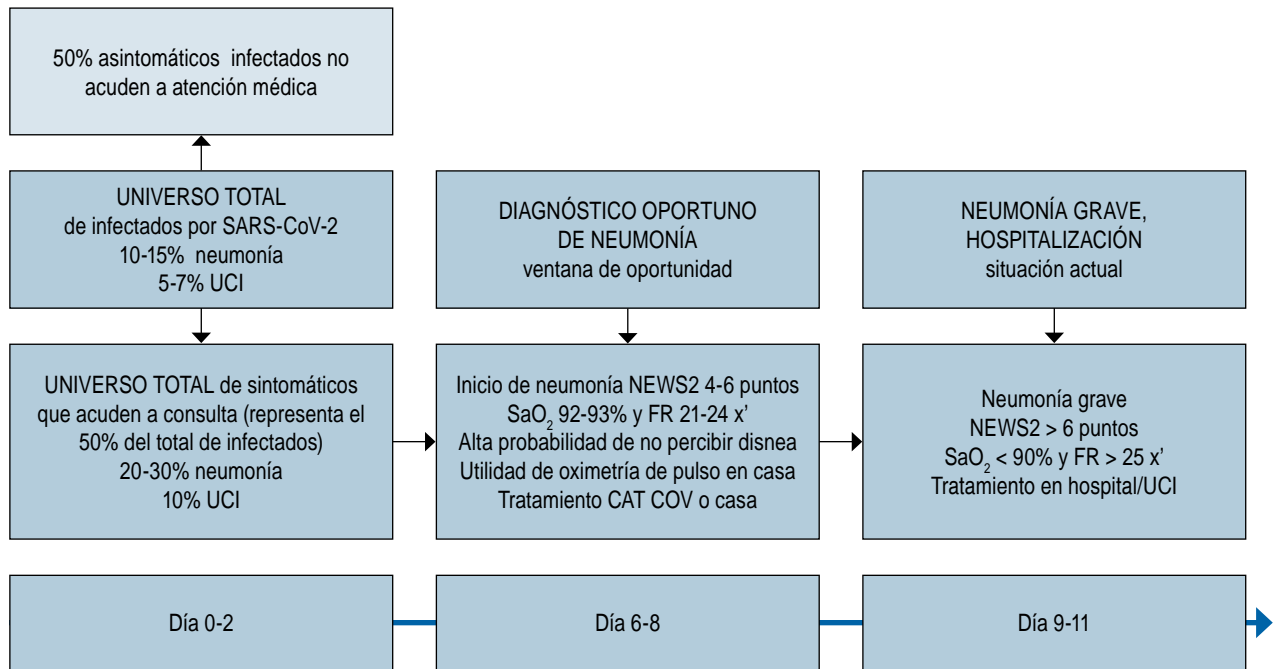 50% asintomáticos infectados no
acuden a atención médica
UNIVERSO TOTAL
de infectados por SARS-CoV-2
10-15% neumonía
5-7% UCI
DIAGNÓSTICO OPORTUNO
DE NEUMONÍA
ventana de oportunidad
NEUMONÍA GRAVE,
HOSPITALIZACIÓN
situación actual
UNIVERSO TOTAL de sintomáticos
que acuden a consulta (representa el
50% del total de infectados)
20-30% neumonía
10% UCI
Inicio de neumonía NEWS2 4-6 puntos
SaO₂ 92-93% y FR 21-24 x’
Alta probabilidad de no percibir disnea
Utilidad de oximetría de pulso en casa
Tratamiento CAT COV o casa
Neumonía grave
NEWS2 > 6 puntos
SaO₂ < 90% y FR > 25 x’
Tratamiento en hospital/UCI
Día 0-2
Día 6-8
Día 9-11